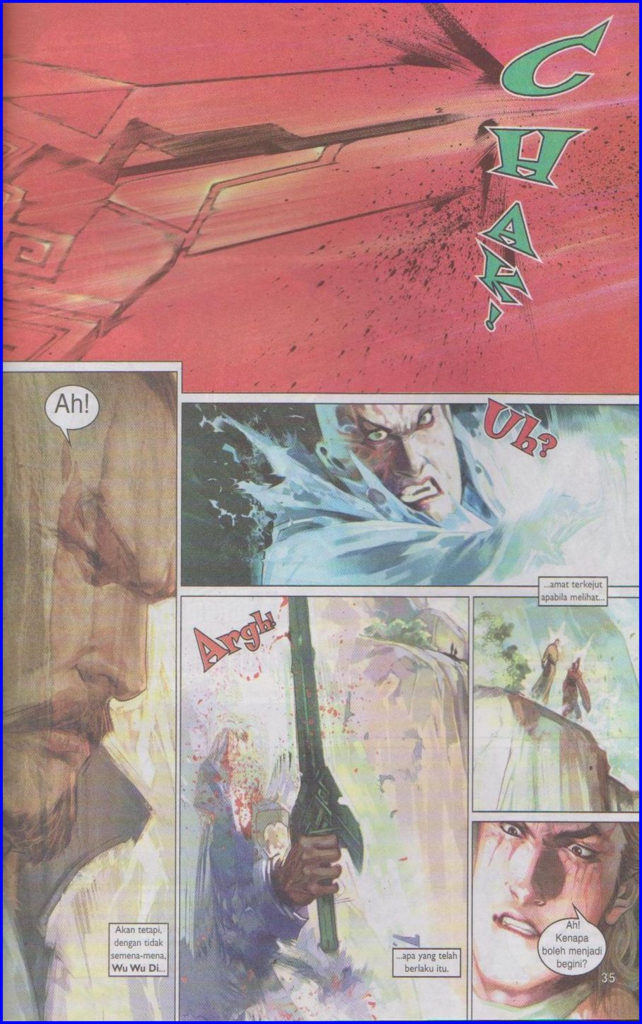 CHAK!
Ah!
Uh?
...amat terkejut
apabila melihat...
Argh!
Akan tetapi,
dengan tidak
semena-mena,
Wu Wu Di...
...apa yang telah
berlaku itu.
Ah!
Kenapa
boleh menjadi
begini?
35